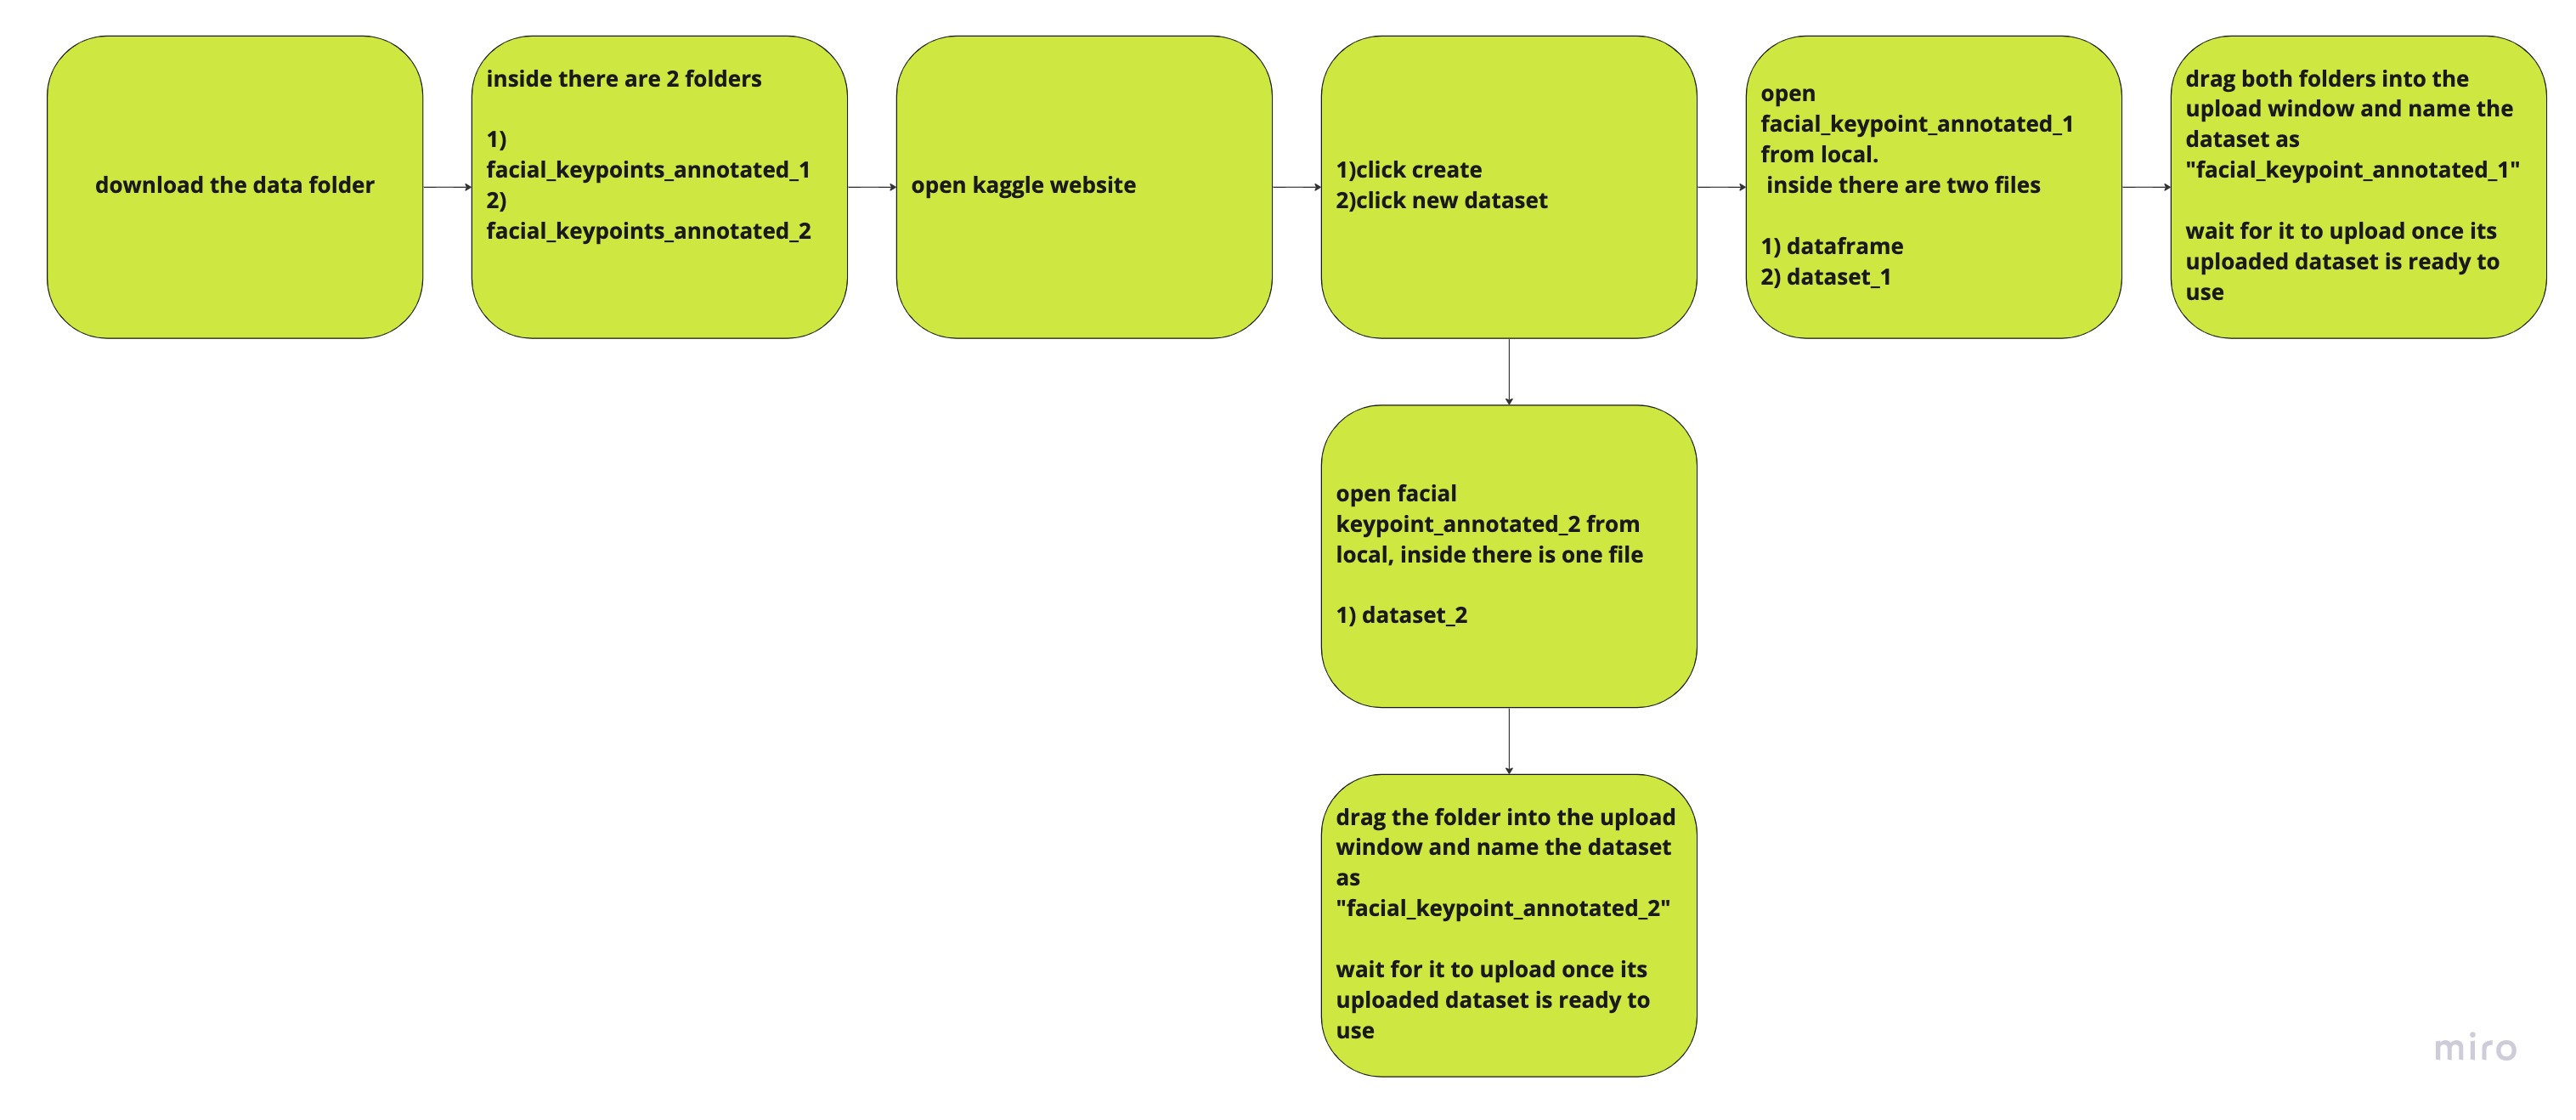 download the data folder
inside there are 2 folders
1)
facial_keypoints_annotated_1
2)
facial_keypoints_annotated_2
open kaggle website
1)click create
2)click new dataset
open
facial_keypoint_annotated_1
from local.
inside there are two files
1) dataframe
2) dataset_1
drag both folders into the
upload window and name the
dataset as
"facial_keypoint_annotated_1"
wait for it to upload once its
uploaded dataset is ready to
use
open facial
keypoint_annotated_2 from
local, inside there is one file
1) dataset_2
drag the folder into the upload
window and name the dataset
as
"facial_keypoint_annotated_2"
wait for it to upload once its
uploaded dataset is ready to
use
miro